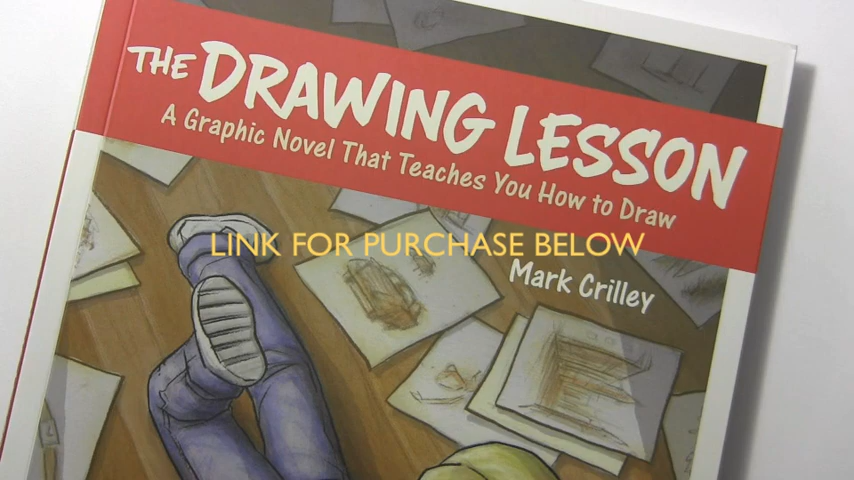 THE DRAWING LESSON
A Graphic Novel That Teaches You How to Draw
LINK FOR PURCHASE BELOW
Mark Crilley